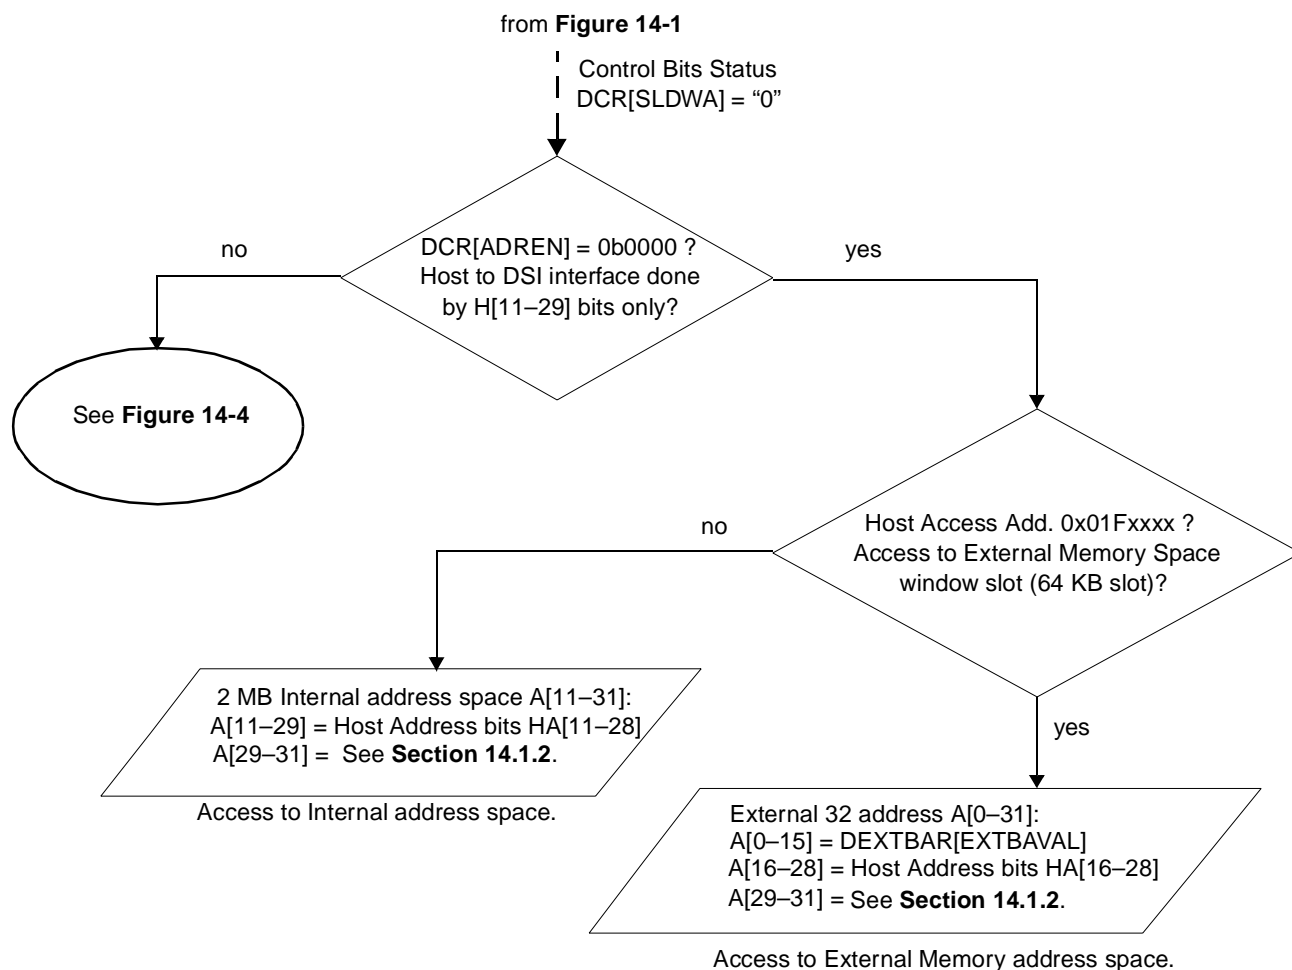 from Figure 14-1
Control Bits Status
DCR[SLDWA] = “0”
no
DCR[ADREN] = 0b0000 ?
Host to DSI interface done
by H[11–29] bits only?
yes
See Figure 14-4
no
Host Access Add. 0x01Fxxxx ?
Access to External Memory Space
window slot (64 KB slot)?
2 MB Internal address space A[11–31]:
A[11–29] = Host Address bits HA[11–28]
A[29–31] = See Section 14.1.2.
Access to Internal address space.
yes
External 32 address A[0–31]:
A[0–15] = DEXTBAR[EXTBAVAL]
A[16–28] = Host Address bits HA[16–28]
A[29–31] = See Section 14.1.2.
Access to External Memory address space.